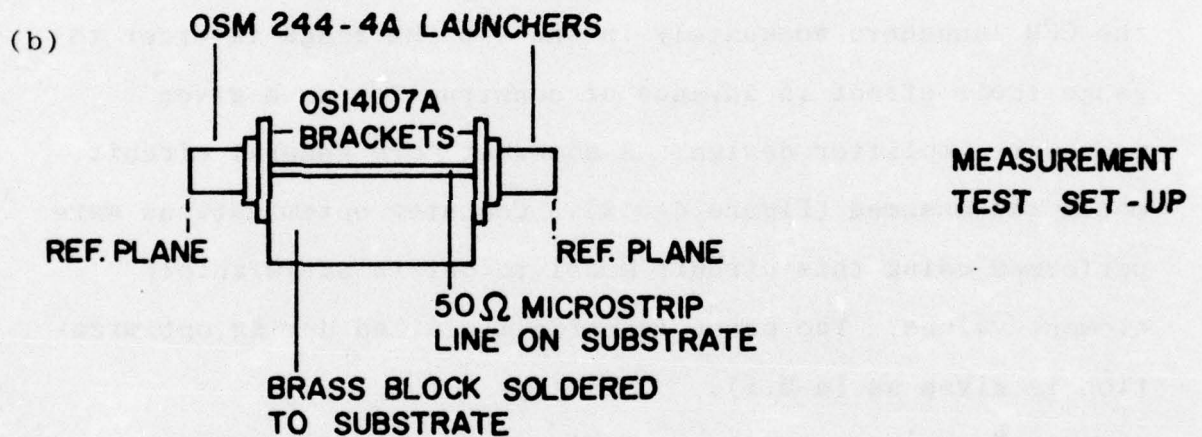 (b)
OSM 244-4A LAUNCHERS
OS14107A
BRACKETS
MEASUREMENT
TEST SET-UP
REF. PLANE
REF. PLANE
50Ω MICROSTRIP
LINE ON SUBSTRATE
BRASS BLOCK SOLDERED
TO SUBSTRATE